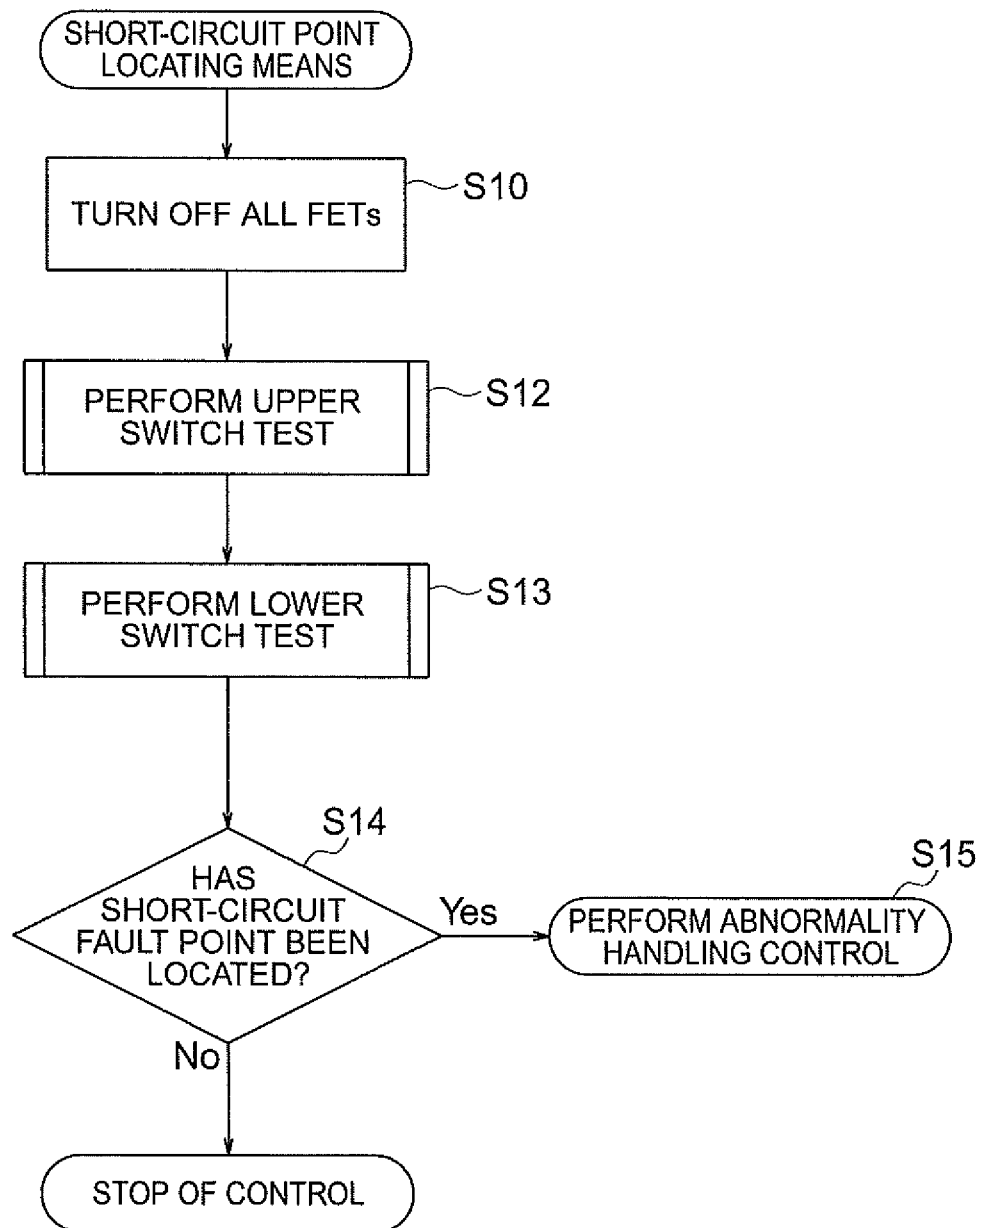 SHORT-CIRCUIT POINT
LOCATING MEANS
TURN OFF ALL FETs
S10
PERFORM UPPER
SWITCH TEST
S12
PERFORM LOWER
SWITCH TEST
S13
S14
HAS
SHORT-CIRCUIT
FAULT POINT BEEN
LOCATED?
Yes
S15
PERFORM ABNORMALITY
HANDLING CONTROL
No
STOP OF CONTROL